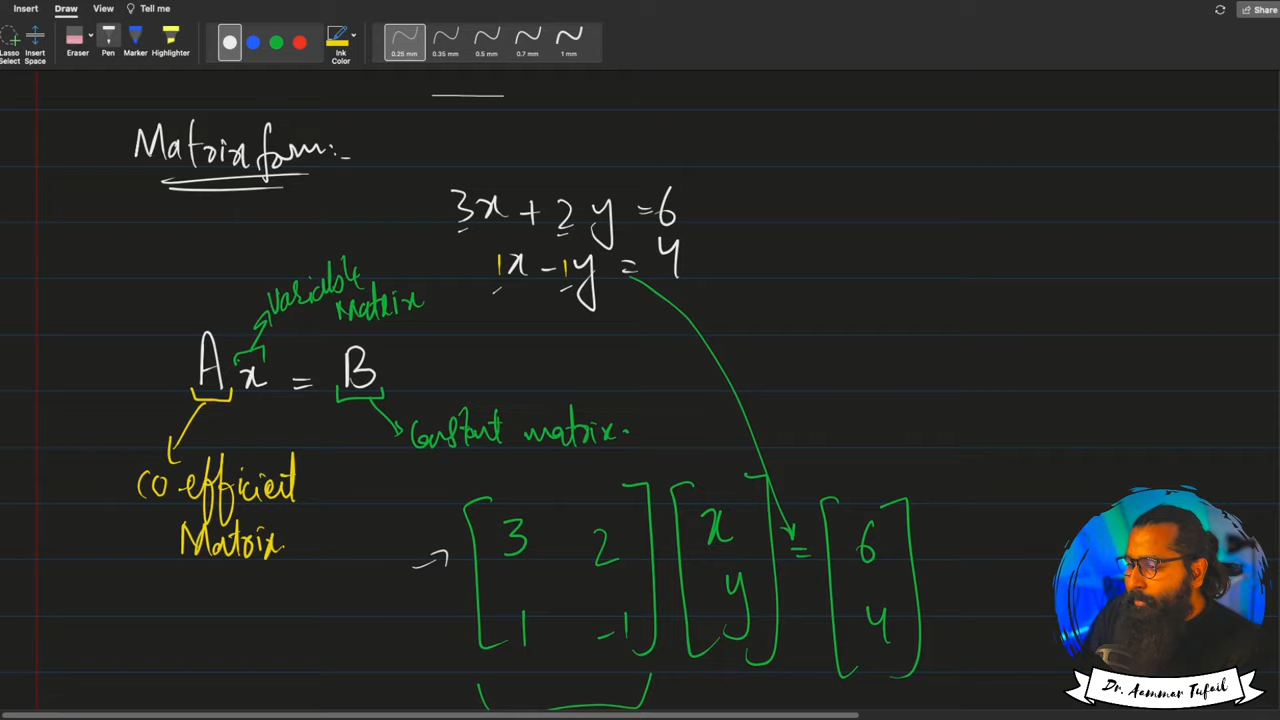 Insert Draw View Tell me
Share
Lasso Select
Insert Space
Eraser
Pen
Marker
Highlighter
Ink Color
0.25 mm
0.35 mm
0.5 mm
0.7 mm
1 mm
Matrix form:-
3x + 2y = 6
1x - 1y = 4
Variable
Matrix
Ax = B
Constant matrix.
Co efficient
Matrix
3 2 x = 6
1 -1 y 4
Dr. Aammar Tufail